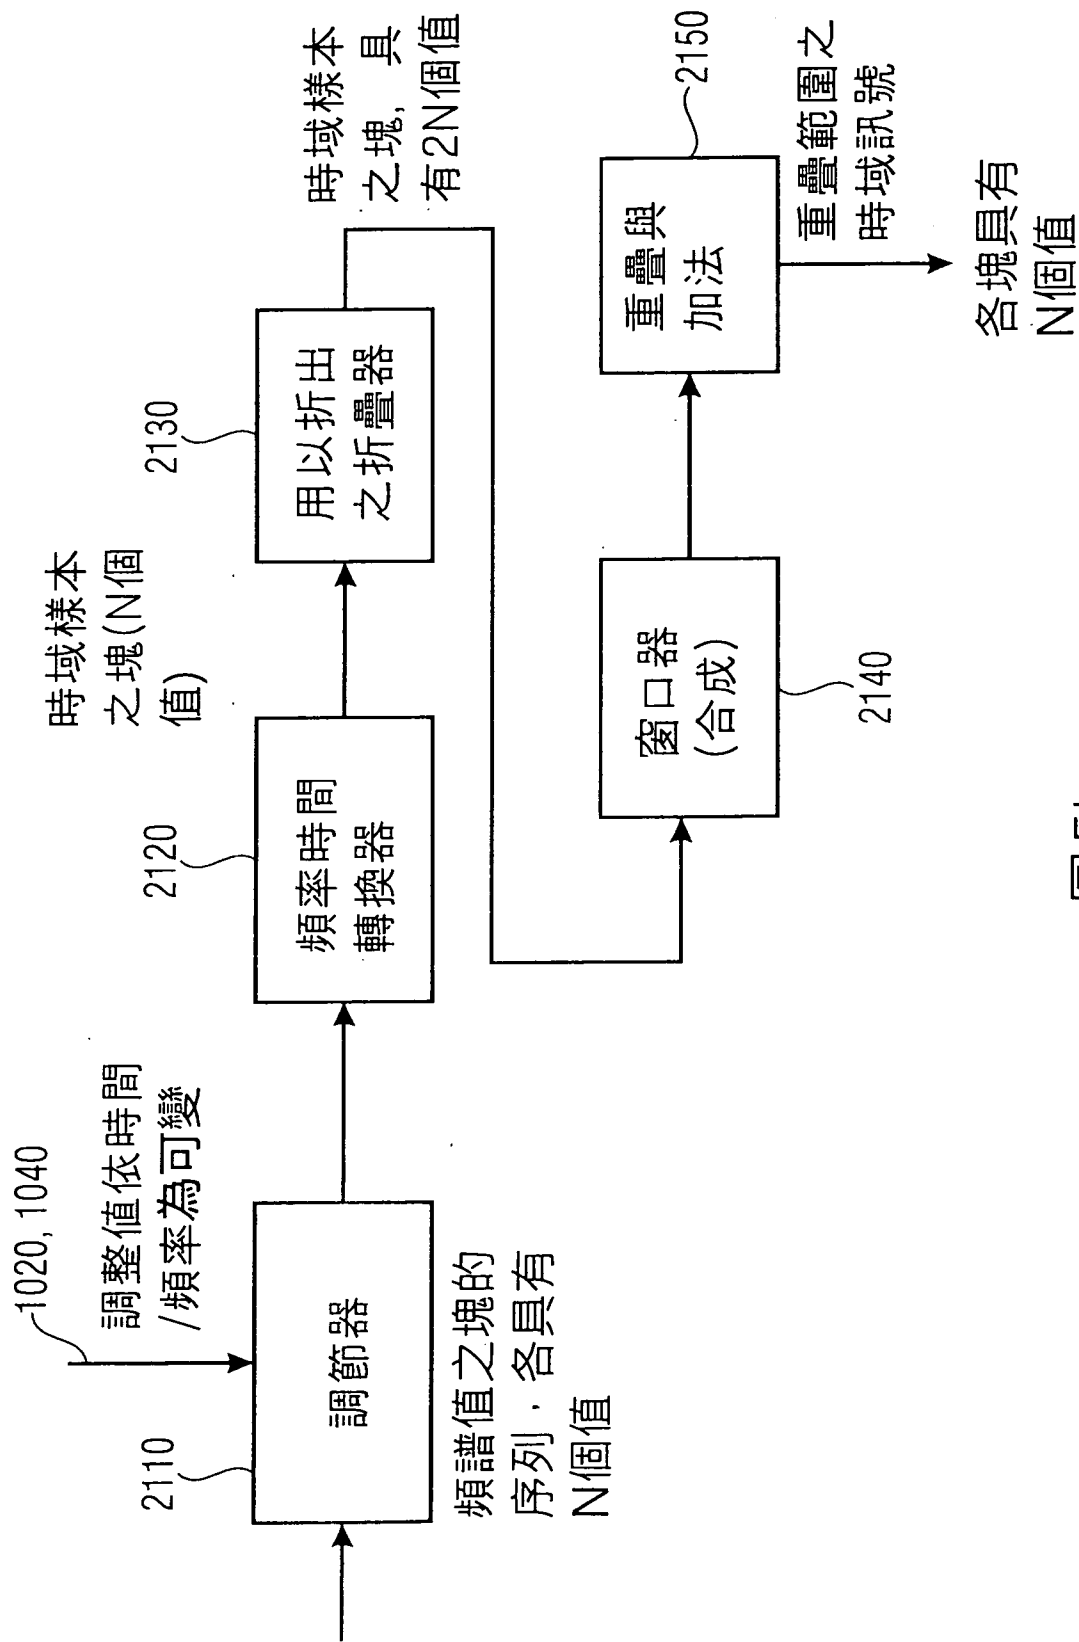 1020, 1040
調整值依時間
/頻率為可變
2110
調節器
頻譜值之塊的
序列，各具有
N個值
2120
頻率時間
轉換器
時域樣本
之塊(N個
值)
2130
用以折出
之折疊器
時域樣本
之塊, 具
有2N個值
窗口器
(合成)
2140
重疊與
加法
2150
重疊範圍之
時域訊號
各塊具有
N個值